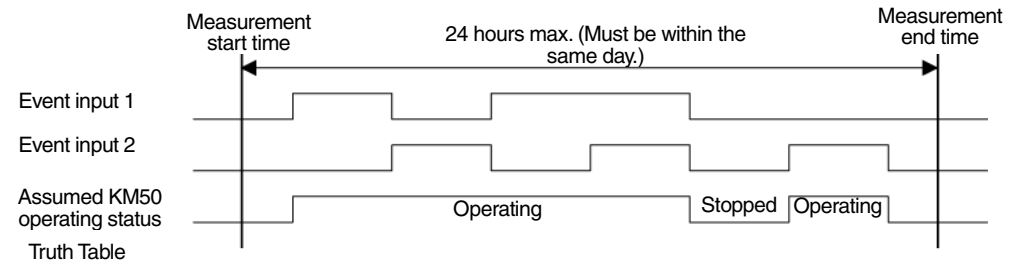 Measurement
start time
24 hours max. (Must be within the
same day.)
Measurement
end time
Event input 1
Event input 2
Assumed KM50
operating status
Operating
Stopped
Operating
Truth Table